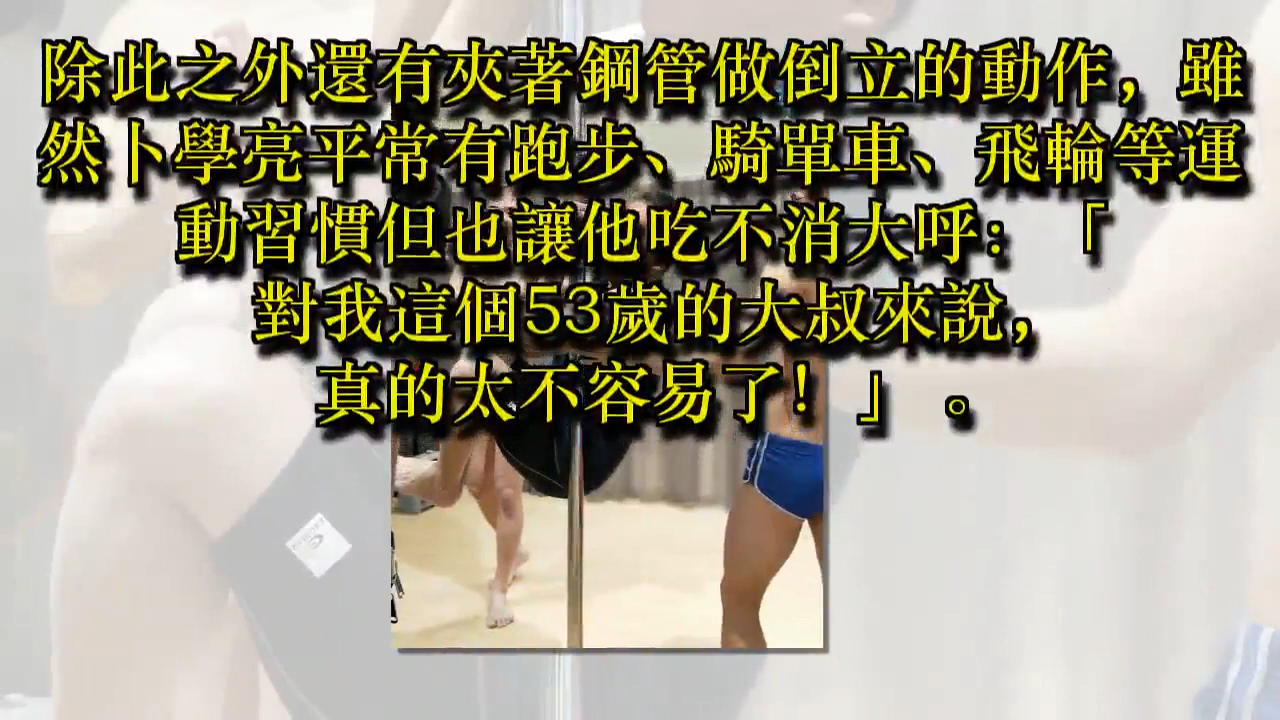 除此之外還有夾著鋼管做倒立的動作，雖
然卜學亮平常有跑步、騎單車、飛輪等運
動習慣但也讓他吃不消大呼：「
對我這個53歲的大叔來說，
真的太不容易了！』。